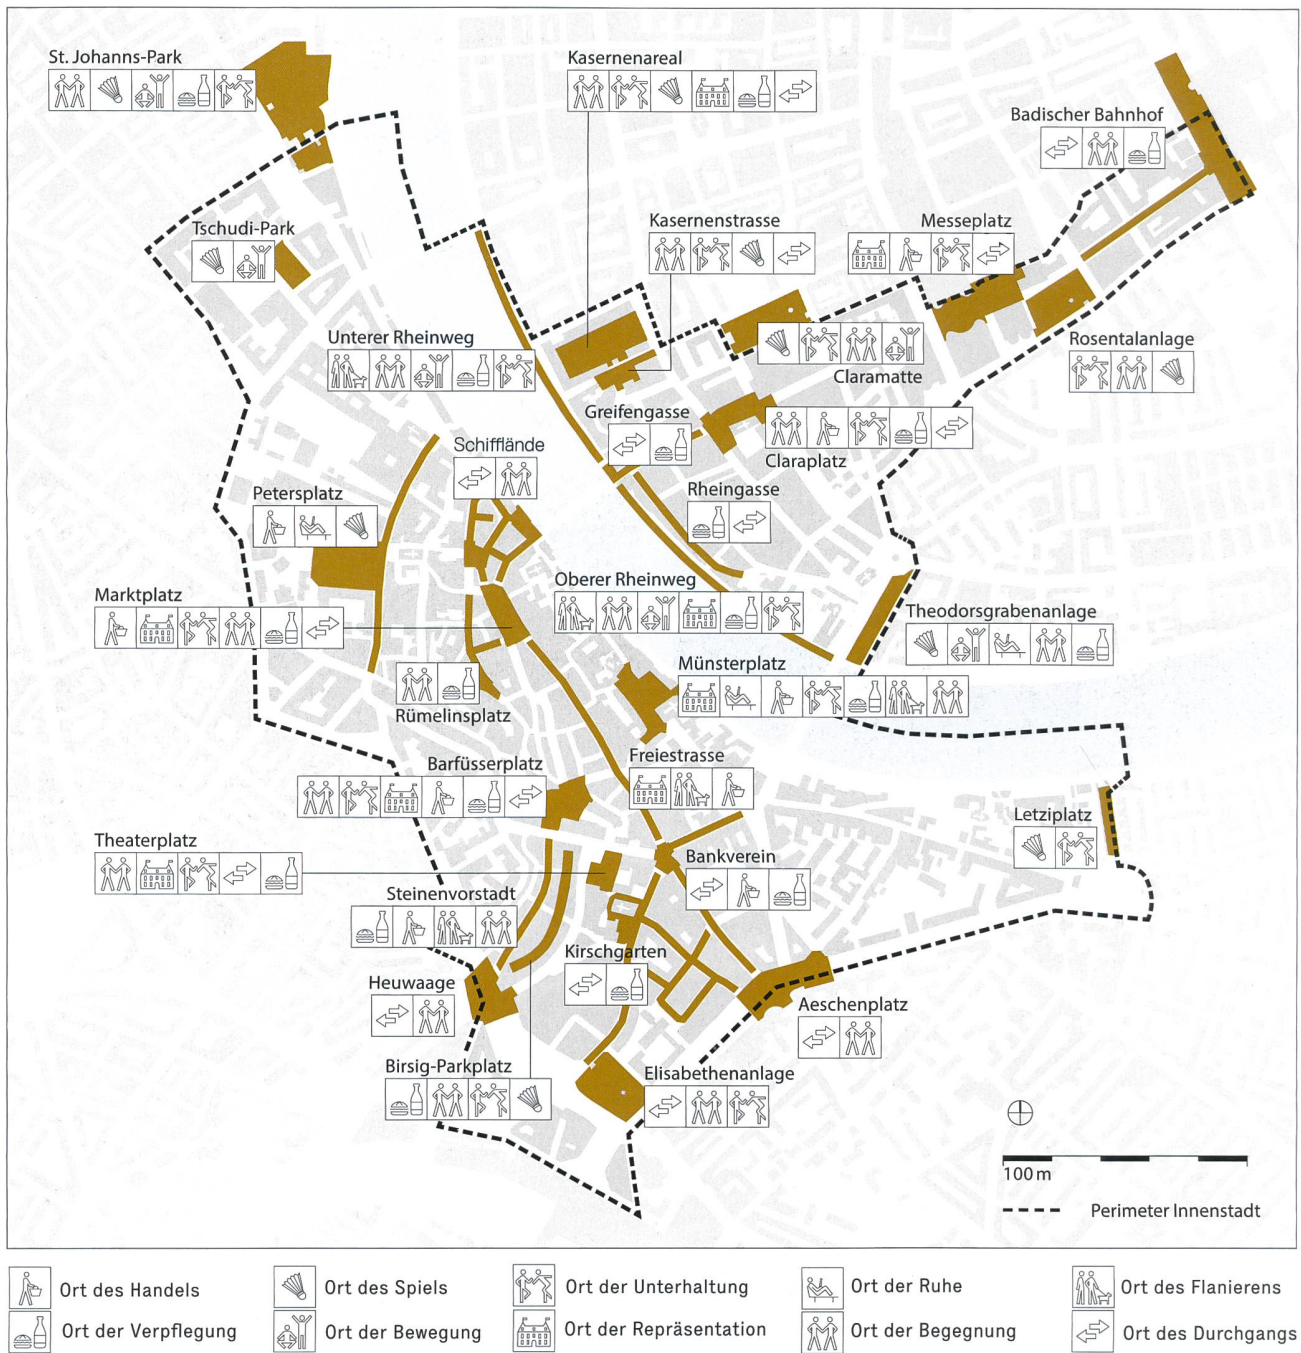 St. Johanns-Park
Kasernenareal
Badischer Bahnhof
Tschudi-Park
Kasernenstrasse
Messeplatz
Unterer Rheinweg
Rosentalanlage
Claramatte
Greifengasse
Schifflände
Claraplatz
Petersplatz
Rheingasse
Oberer Rheinweg
Marktplatz
Theodorsgrabenanlage
Münsterplatz
Rümelinsplatz
Barfüsserplatz
Freiestrasse
Letziplatz
Theaterplatz
Bankverein
Steinenvorstadt
Kirschgarten
Heuwaage
Aeschenplatz
Birsig-Parkplatz
Elisabethenanlage
100 m
Perimeter Innenstadt
Ort des Handels
Ort des Spiels
Ort der Unterhaltung
Ort der Ruhe
Ort des Flanierens
Ort der Verpflegung
Ort der Bewegung
Ort der Repräsentation
Ort der Begegnung
Ort des Durchgangs